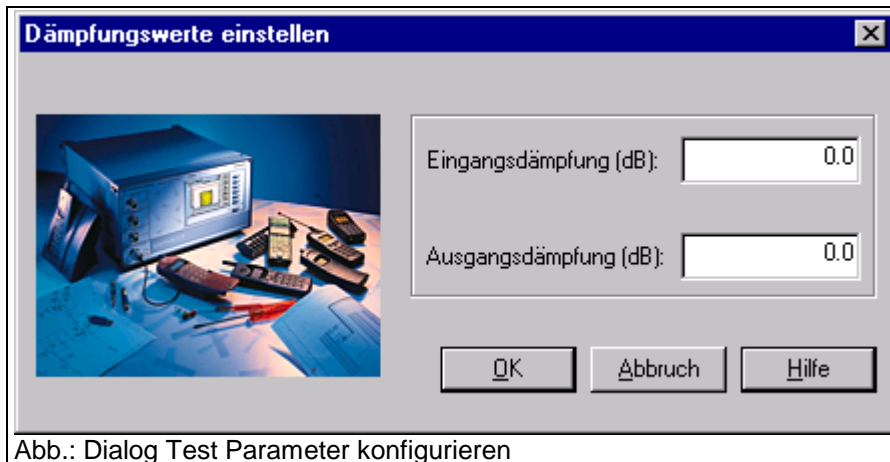 Dämpfungswerte einstellen
Eingangsdämpfung (dB): 0.0
Ausgangsdämpfung (dB): 0.0
OK Abbruch Hilfe
Abb.: Dialog Test Parameter konfigurieren